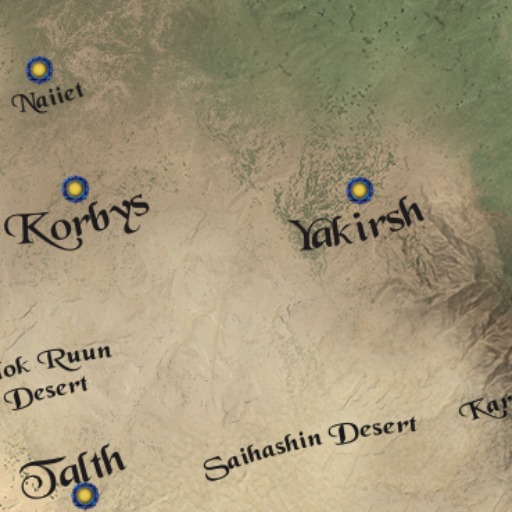 Naiiet
Korbys
Yakirsh
Ruun
Desert
Saihashin Desert
Talth